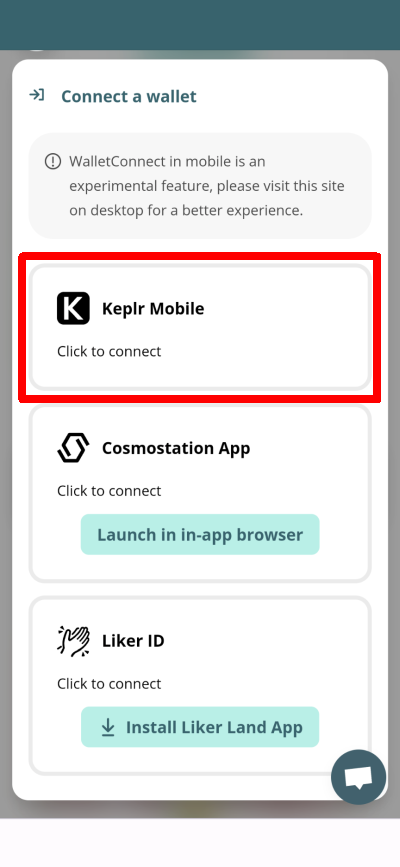 Connect a wallet
WalletConnect in mobile is an
experimental feature, please visit this site
on desktop for a better experience.
K Keplr Mobile
Click to connect
Cosmostation App
Click to connect
Launch in in-app browser
Liker ID
Click to connect
Install Liker Land App